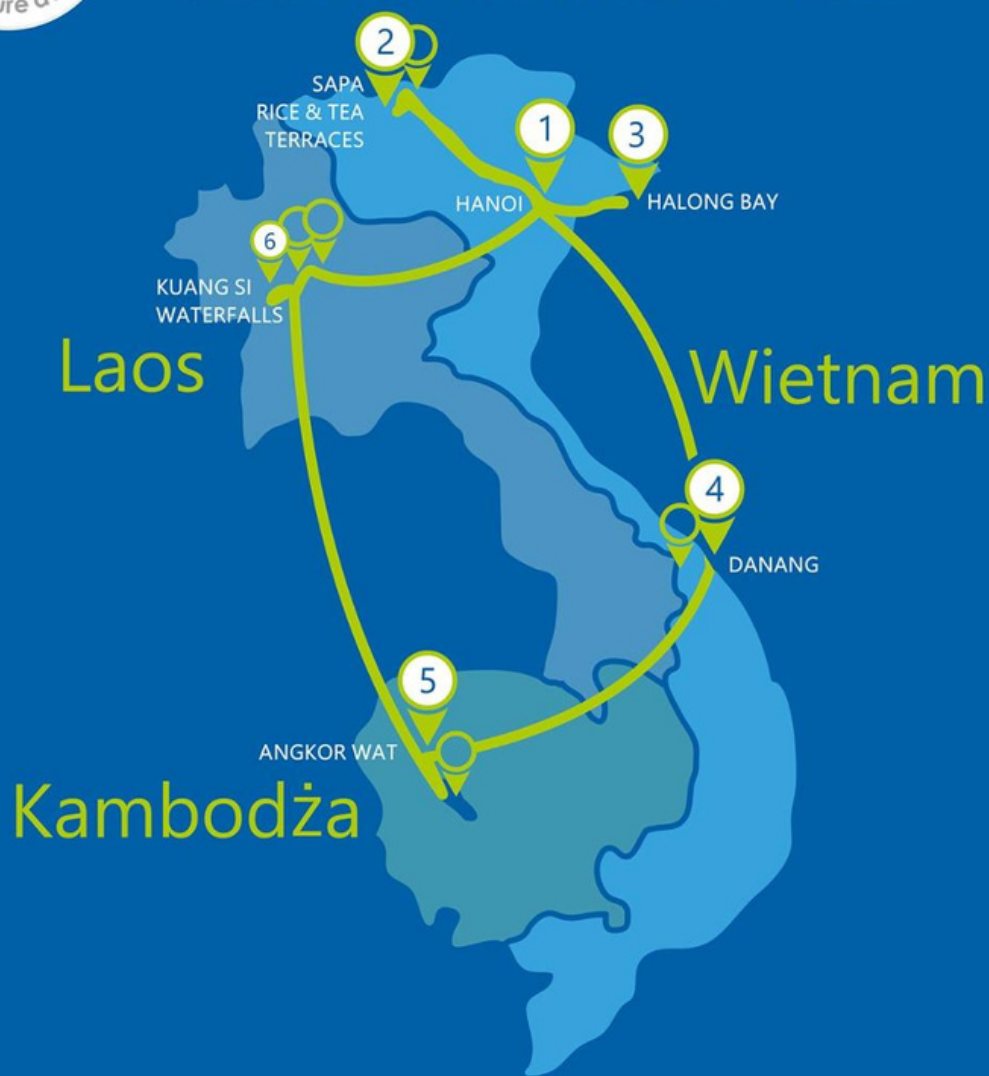 2
SAPA
RICE & TEA
TERRACES
1
3
HANOI
HALONG BAY
6
KUANG SI
WATERFALLS
Laos
Wietnam
4
DANANG
5
ANGKOR WAT
Kambodża